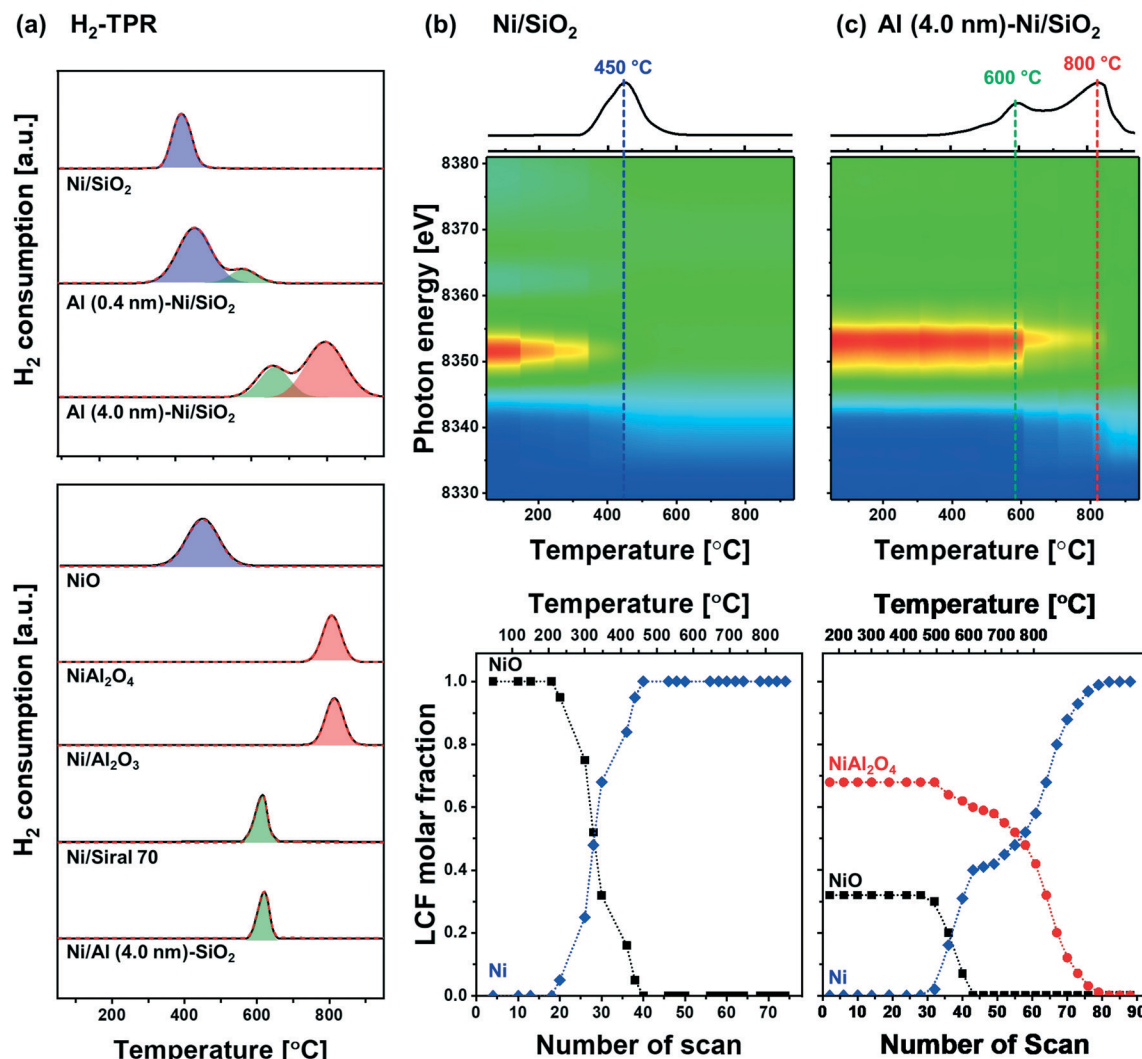 (a) H₂-TPR
H₂ consumption [a.u.]
Ni/SiO₂
Al (0.4 nm)-Ni/SiO₂
Al (4.0 nm)-Ni/SiO₂
H₂ consumption [a.u.]
NiO
NiAl₂O₄
Ni/Al₂O₃
Ni/Siral 70
Ni/Al (4.0 nm)-SiO₂
200 400 600 800
Temperature [°C]
(b) Ni/SiO₂
450 °C
Photon energy [eV]
8380
8370
8360
8350
8340
8330
200 400 600 800
Temperature [°C]
Temperature [°C]
100 200 300 400 500 600 700 800
LCF molar fraction
1.0
0.8
0.6
0.4
0.2
0.0
NiO
Ni
0 10 20 30 40 50 60 70
Number of scan
(c) Al (4.0 nm)-Ni/SiO₂
600 °C
800 °C
200 400 600 800
Temperature [°C]
Temperature [°C]
200 300 400 500 600 700 800
NiAl₂O₄
NiO
Ni
0 10 20 30 40 50 60 70 80 90
Number of Scan